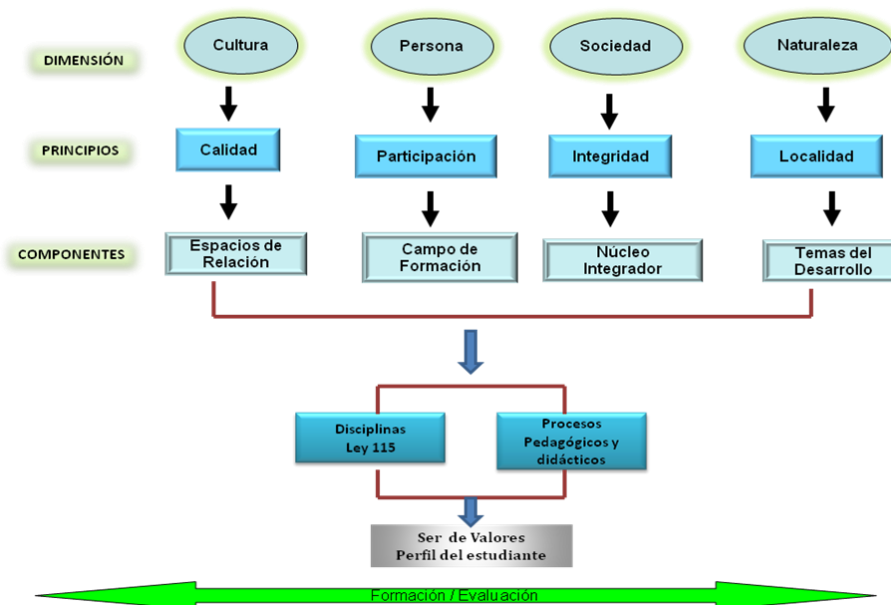 DIMENSIÓN
Cultura
Persona
Sociedad
Naturaleza
PRINCIPIOS
Calidad
Participación
Integridad
Localidad
COMPONENTES
Espacios de
Relación
Campo de
Formación
Núcleo
Integrador
Temas del
Desarrollo
Disciplinas
Ley 115
Procesos
Pedagógicos y
didácticos
Ser de Valores
Perfil del estudiante
Formación / Evaluación